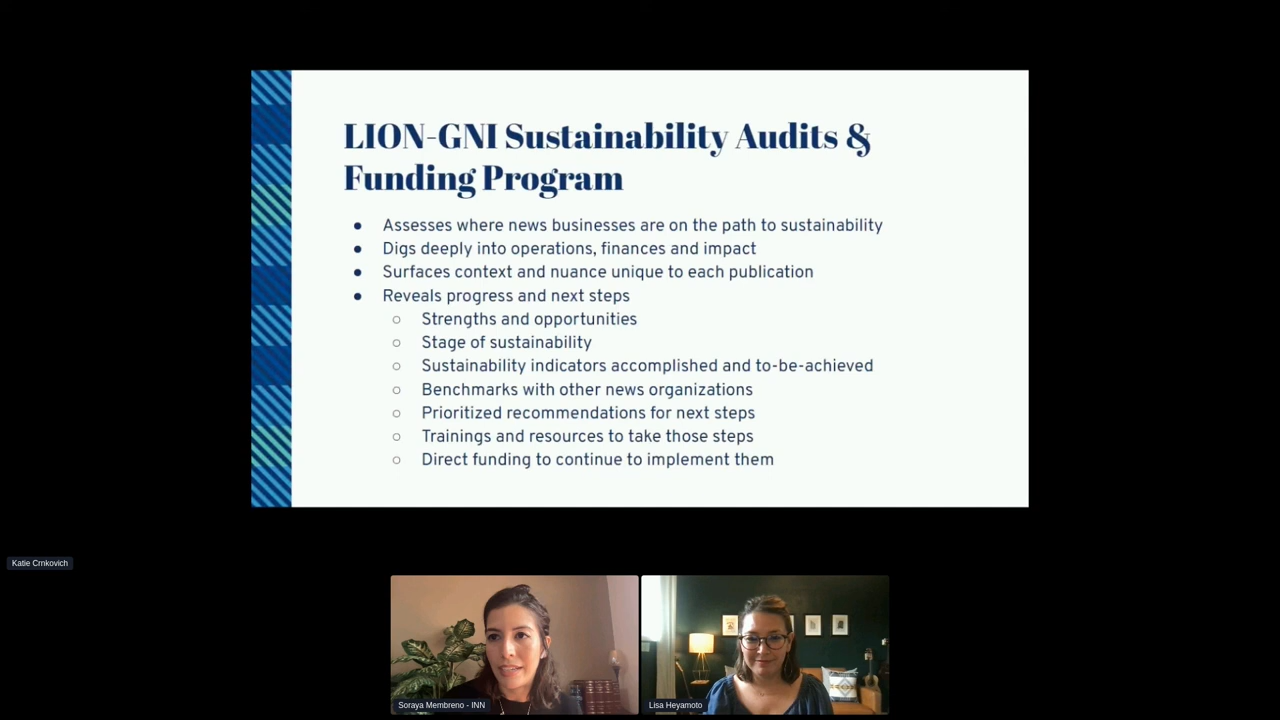 LION-GNI Sustainability Audits &
Funding Program
● Assesses where news businesses are on the path to sustainability
● Digs deeply into operations, finances and impact
● Surfaces context and nuance unique to each publication
● Reveals progress and next steps
○ Strengths and opportunities
○ Stage of sustainability
○ Sustainability indicators accomplished and to-be-achieved
○ Benchmarks with other news organizations
○ Prioritized recommendations for next steps
○ Trainings and resources to take those steps
○ Direct funding to continue to implement them
Katie Crnkovich
Soraya Membreno - INN
Lisa Heyamoto